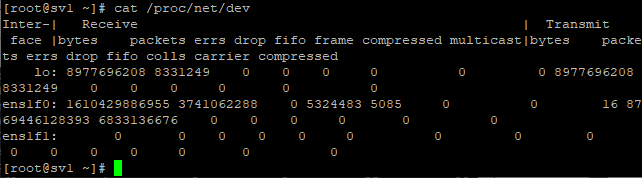 [root@svl ~]# cat /proc/net/dev
Inter-|   Receive                                                |  Transmit
 face |bytes    packets errs drop fifo frame compressed multicast|bytes    packe
ts errs drop fifo colls carrier compressed
    lo: 8977696208 8331249    0    0    0    0          0         0 8977696208
8331249    0    0    0    0       0          0
ens1f0: 1610429886955 3741062288    0 5324483 5085    0          0        16 87
69446128393 6833136676    0    0    0    0       0          0
ens1f1:       0       0    0    0    0    0          0         0        0
 0    0    0    0    0       0          0
[root@svl ~]#